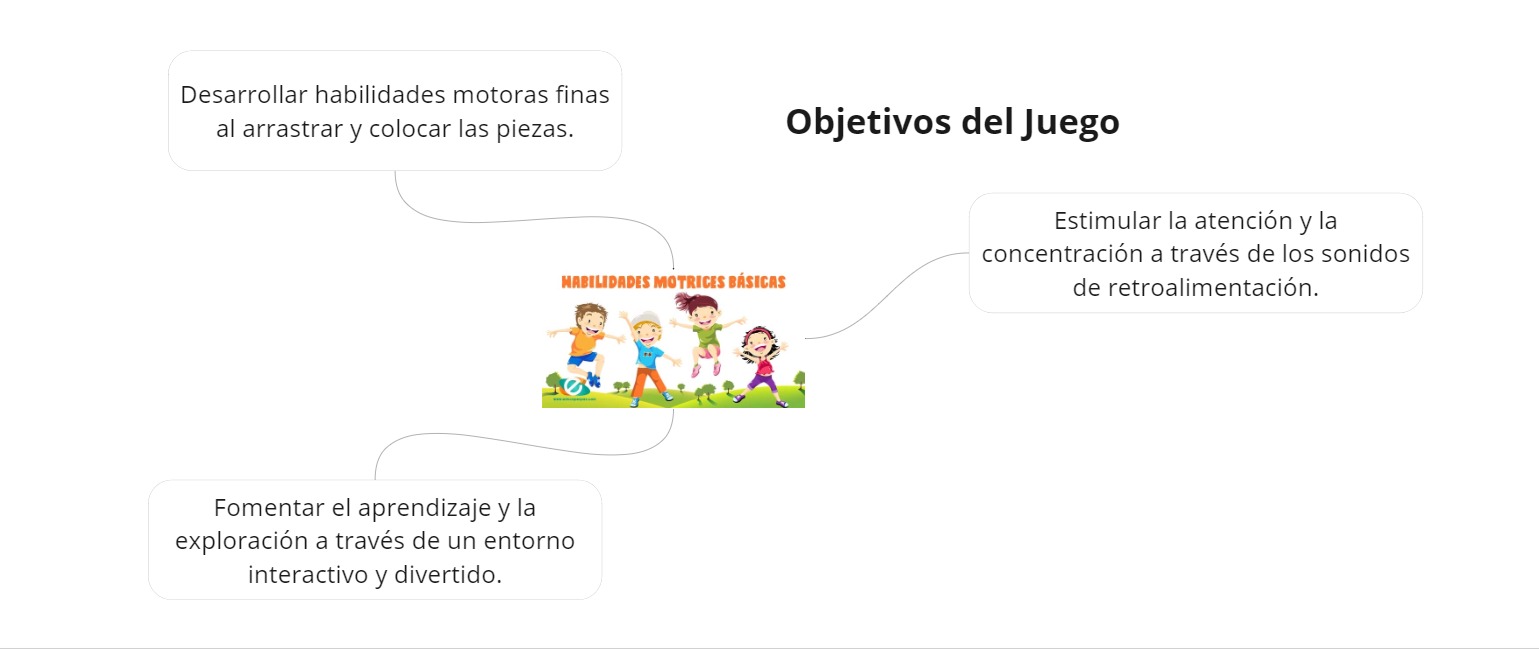 Desarrollar habilidades motoras finas
al arrastrar y colocar las piezas.
Objetivos del Juego
Estimular la atención y la
concentración a través de los sonidos
de retroalimentación.
HABILIDADES MOTRICES BÁSICAS
Fomentar el aprendizaje y la
exploración a través de un entorno
interactivo y divertido.